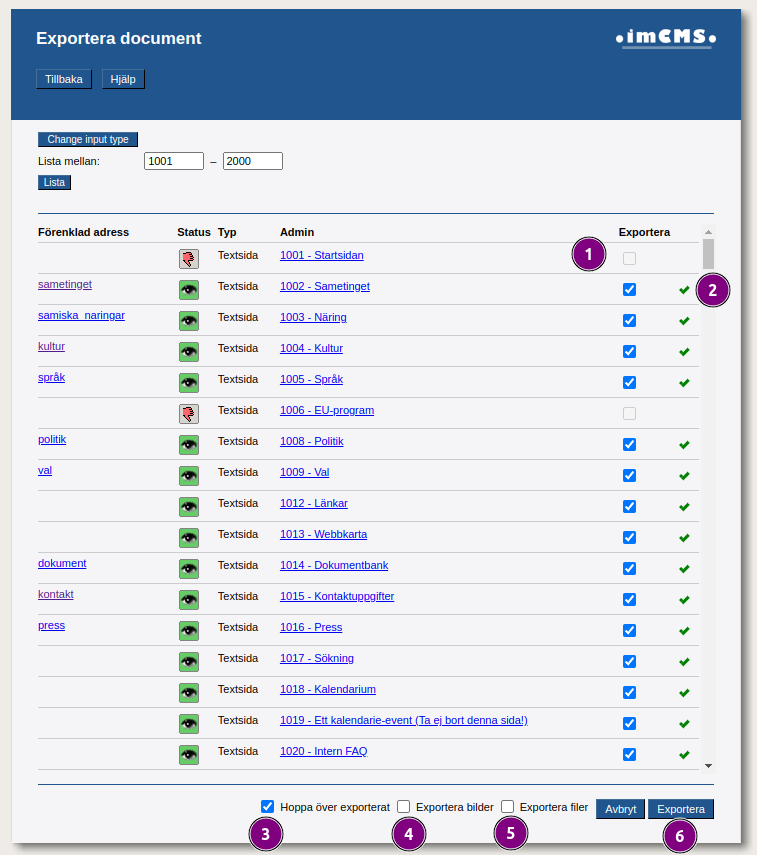 Exportera document
imCMS
Tillbaka Hjälp
Change input type
Lista mellan: 1001 – 2000
Lista
Förenklad adress Status Typ Admin Exportera
Textsida 1001 - Startsidan 1
sametinget Textsida 1002 - Sametinget 2
samiska_naringar Textsida 1003 - Näring
kultur Textsida 1004 - Kultur
språk Textsida 1005 - Språk
Textsida 1006 - EU-program
politik Textsida 1008 - Politik
val Textsida 1009 - Val
Textsida 1012 - Länkar
Textsida 1013 - Webbkarta
dokument Textsida 1014 - Dokumentbank
kontakt Textsida 1015 - Kontaktuppgifter
press Textsida 1016 - Press
Textsida 1017 - Sökning
Textsida 1018 - Kalendarium
Textsida 1019 - Ett kalendarie-event (Ta ej bort denna sida!)
Textsida 1020 - Intern FAQ
Hoppa över exporterat Exportera bilder Exportera filer Avbryt Exportera
3 4 5 6